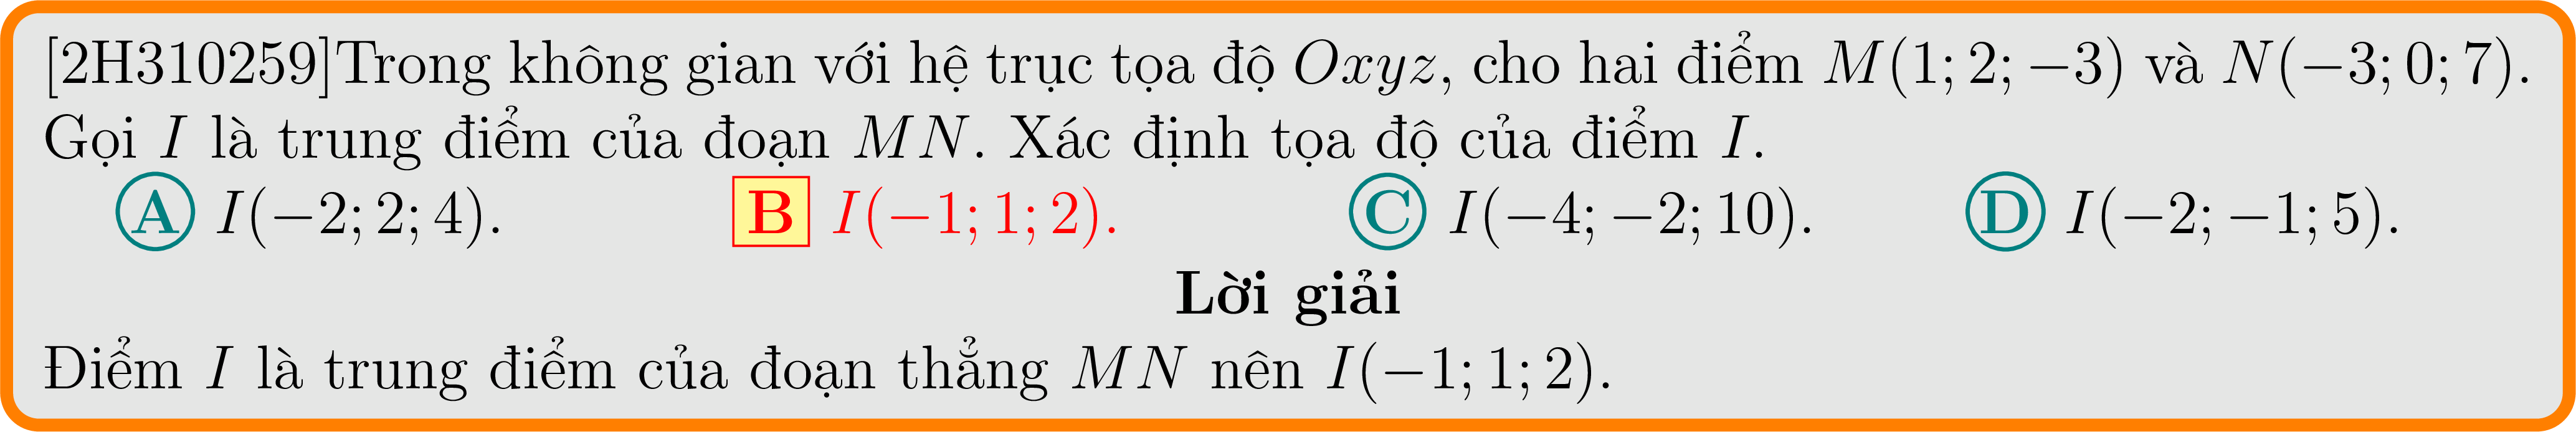 [2H310259]Trong không gian với hệ trục tọa độ Oxyz, cho hai điểm M(1; 2; −3) và N(−3; 0; 7).
Gọi I là trung điểm của đoạn MN. Xác định tọa độ của điểm I.
A I(−2; 2; 4). B I(−1; 1; 2). C I(−4; −2; 10). D I(−2; −1; 5).
Lời giải
Điểm I là trung điểm của đoạn thẳng MN nên I(−1; 1; 2).